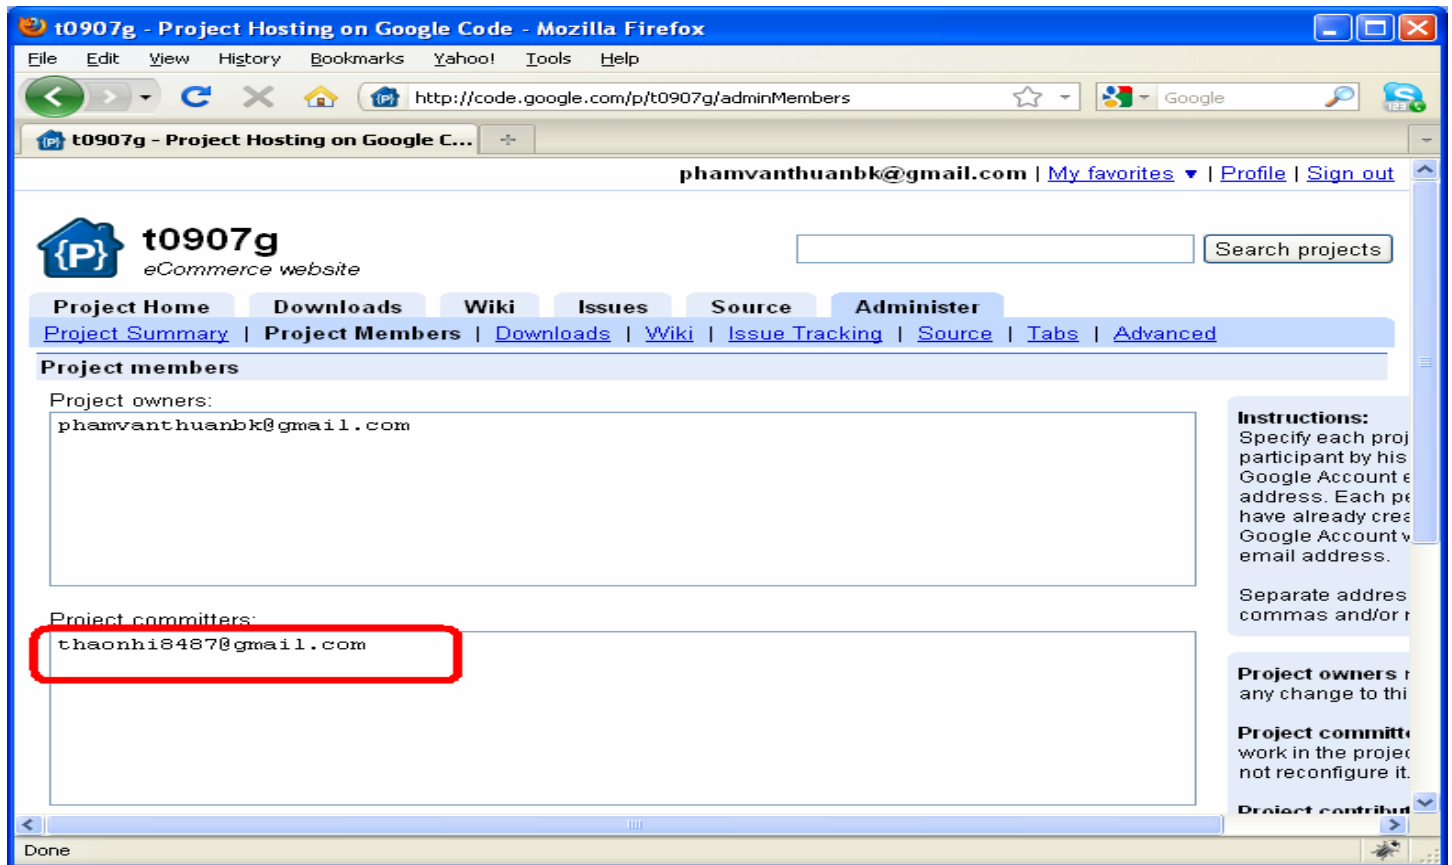 t0907g - Project Hosting on Google Code - Mozilla Firefox
File Edit View History Bookmarks Yahoo! Tools Help
http://code.google.com/p/t0907g/adminMembers
Google
t0907g - Project Hosting on Google C...
phamvanthuanbk@gmail.com | My favorites ▼ | Profile | Sign out
{P}
t0907g
eCommerce website
Search projects
Project Home Downloads Wiki Issues Source Administer
Project Summary | Project Members | Downloads | Wiki | Issue Tracking | Source | Tabs | Advanced
Project members
Project owners:
phamvanthuanbk@gmail.com
Project committers:
thaonhi8487@gmail.com
Instructions:
Specify each proj
participant by his
Google Account
address. Each
have already
Google Account
email address.
Separate addres
commas and/or
Project owners
any change to thi
Project
work in the
not reconfigure it.
Project
Done